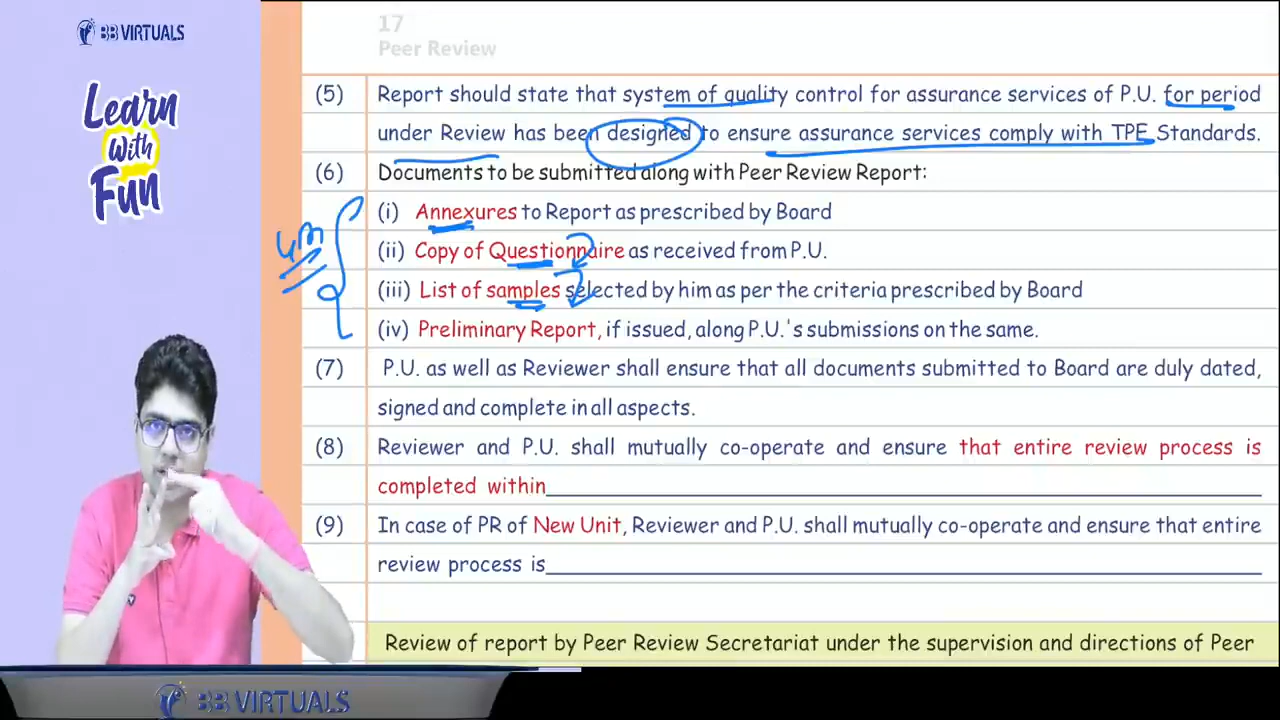 BB VIRTUALS
Learn
With
Fun
17
Peer Review
(5) Report should state that system of quality control for assurance services of P.U. for period
under Review has been designed to ensure assurance services comply with TPE Standards.
(6) Documents to be submitted along with Peer Review Report:
(i) Annexures to Report as prescribed by Board
(ii) Copy of Questionnaire as received from P.U.
4m
(iii) List of samples selected by him as per the criteria prescribed by Board
(iv) Preliminary Report, if issued, along P.U.'s submissions on the same.
(7) P.U. as well as Reviewer shall ensure that all documents submitted to Board are duly dated,
signed and complete in all aspects.
(8) Reviewer and P.U. shall mutually co-operate and ensure that entire review process is
completed within
(9) In case of PR of New Unit, Reviewer and P.U. shall mutually co-operate and ensure that entire
review process is
Review of report by Peer Review Secretariat under the supervision and directions of Peer
BB VIRTUALS